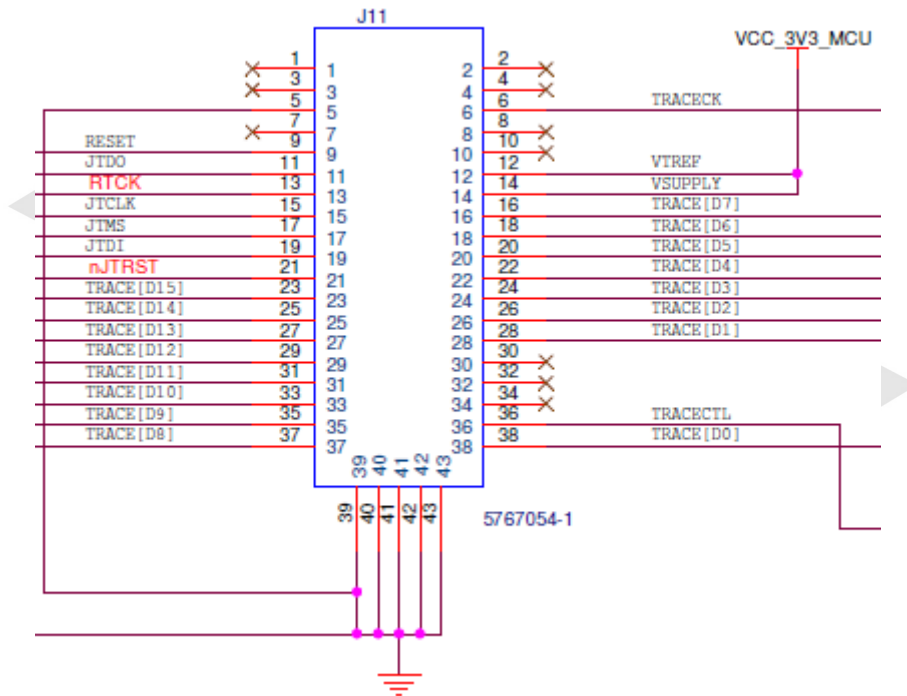 J11
VCC_3V3_MCU
1 1 2 2
3 3 4 4
5 5 6 6 TRACECK
7 7 8 8
RESET 9 9 10 10
JTDO 11 11 12 12 VTREF
RTCK 13 13 14 14 VSUPPLY
JTCLK 15 15 16 16 TRACE[D7]
JTMS 17 17 18 18 TRACE[D6]
JTDI 19 19 20 20 TRACE[D5]
nJTRST 21 21 22 22 TRACE[D4]
TRACE[D15] 23 23 24 24 TRACE[D3]
TRACE[D14] 25 25 26 26 TRACE[D2]
TRACE[D13] 27 27 28 28 TRACE[D1]
TRACE[D12] 29 29 30 30
TRACE[D11] 31 31 32 32
TRACE[D10] 33 33 34 34
TRACE[D9] 35 35 36 36 TRACECTL
TRACE[D8] 37 37 38 38 TRACE[D0]
39 40 41 42 43
39 40 41 42 43
5767054-1